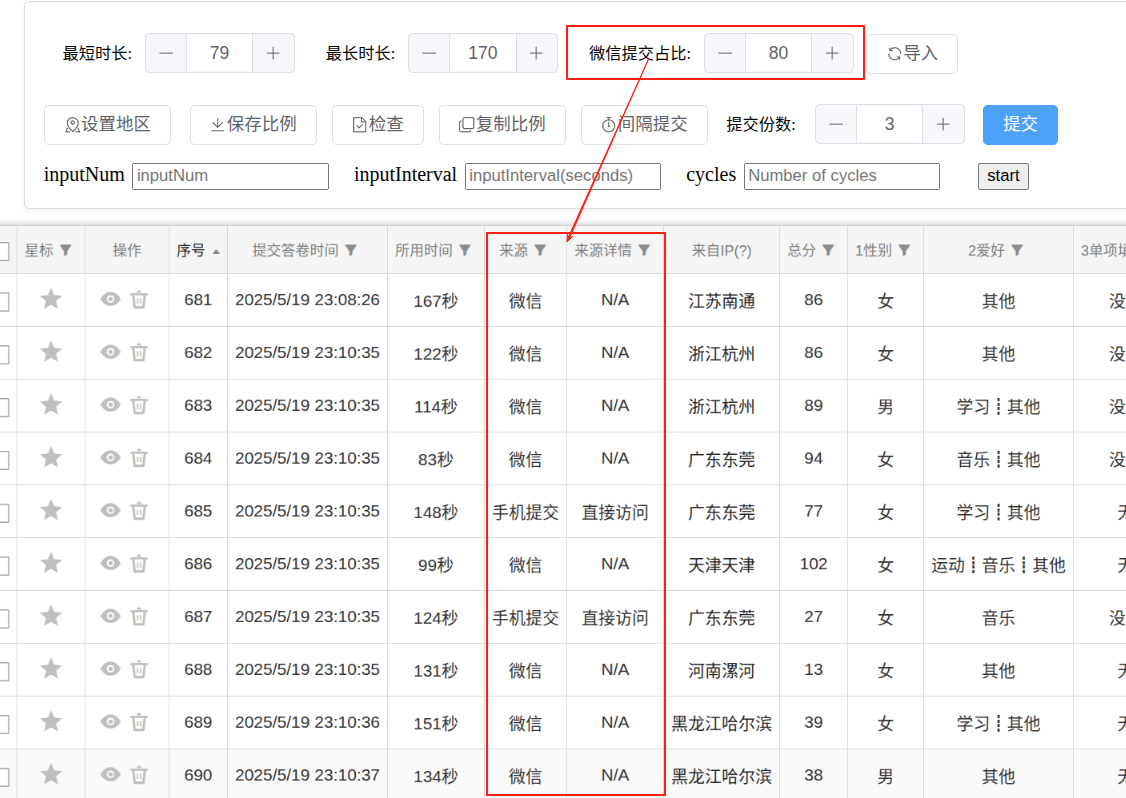 最短时长: 79 最长时长: 170 微信提交占比: 80 导入
设置地区 保存比例 检查 复制比例 间隔提交 提交份数: 3 提交
inputNum inputNum inputInterval inputInterval(seconds) cycles Number of cycles start
星标 操作 序号 提交答卷时间 所用时间 来源 来源详情 来自IP(?) 总分 1性别 2爱好 3单项填
681 2025/5/19 23:08:26 167秒 微信 N/A 江苏南通 86 女 其他 没
682 2025/5/19 23:10:35 122秒 微信 N/A 浙江杭州 86 女 其他 没
683 2025/5/19 23:10:35 114秒 微信 N/A 浙江杭州 89 男 学习┋其他 没
684 2025/5/19 23:10:35 83秒 微信 N/A 广东东莞 94 女 音乐┋其他 没
685 2025/5/19 23:10:35 148秒 手机提交 直接访问 广东东莞 77 女 学习┋其他
686 2025/5/19 23:10:35 99秒 微信 N/A 天津天津 102 女 运动┋音乐┋其他
687 2025/5/19 23:10:35 124秒 手机提交 直接访问 广东东莞 27 女 音乐 没
688 2025/5/19 23:10:35 131秒 微信 N/A 河南漯河 13 女 其他
689 2025/5/19 23:10:36 151秒 微信 N/A 黑龙江哈尔滨 39 女 学习┋其他
690 2025/5/19 23:10:37 134秒 微信 N/A 黑龙江哈尔滨 38 男 其他